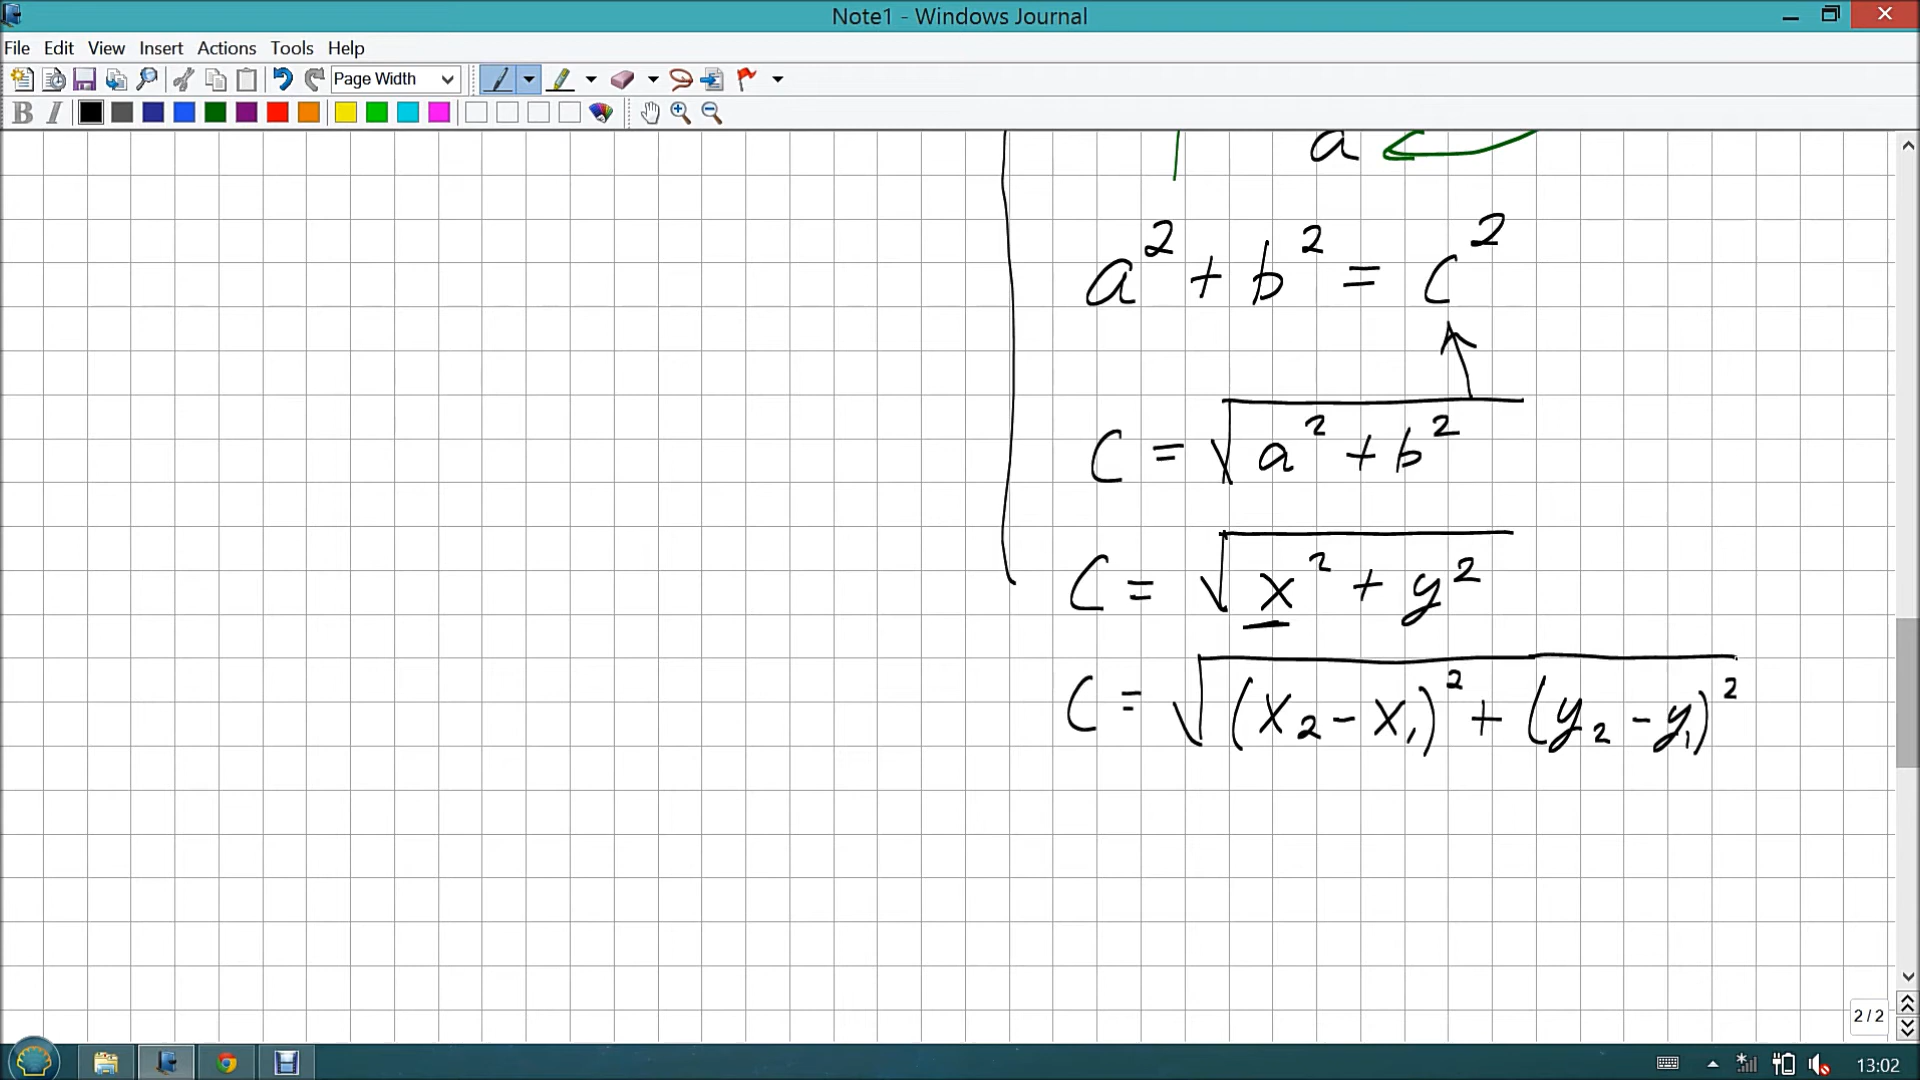 Note1 - Windows Journal
File Edit View Insert Actions Tools Help
Page Width
B I
a
a² + b² = c²
C = √a² + b²
C = √x² + y²
C = √(x₂ - x₁)² + (y₂ - y₁)²
2 / 2
13:02